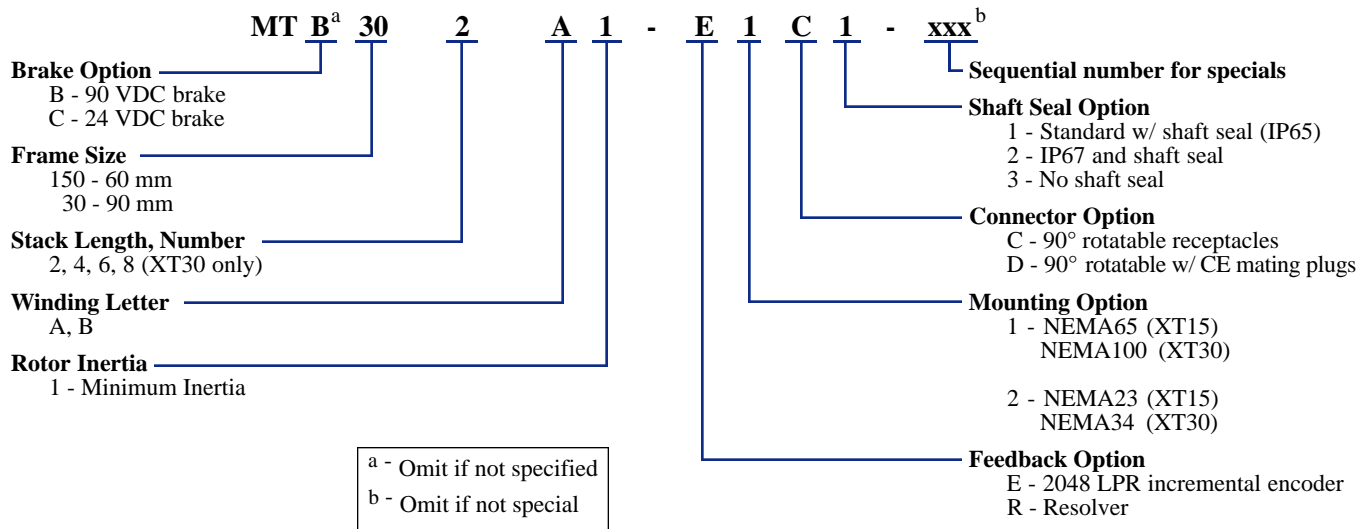 MT B^a 30 2 A 1 - E 1 C 1 - xxx^b
Brake Option
B - 90 VDC brake
C - 24 VDC brake
Frame Size
150 - 60 mm
30 - 90 mm
Stack Length, Number
2, 4, 6, 8 (XT30 only)
Winding Letter
A, B
Rotor Inertia
1 - Minimum Inertia
a - Omit if not specified
b - Omit if not special
Sequential number for specials
Shaft Seal Option
1 - Standard w/ shaft seal (IP65)
2 - IP67 and shaft seal
3 - No shaft seal
Connector Option
C - 90° rotatable receptacles
D - 90° rotatable w/ CE mating plugs
Mounting Option
1 - NEMA65 (XT15)
NEMA100 (XT30)
2 - NEMA23 (XT15)
NEMA34 (XT30)
Feedback Option
E - 2048 LPR incremental encoder
R - Resolver